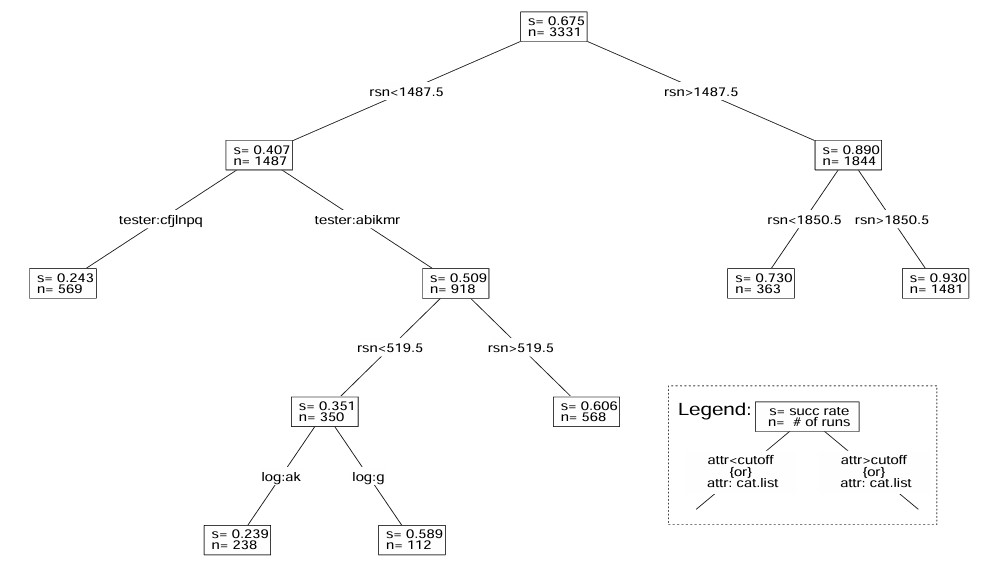 s= 0.675
n= 3331
rsn<1487.5
rsn>1487.5
s= 0.407
n= 1487
s= 0.890
n= 1844
tester:cfjlnpq
tester:abikmr
rsn<1850.5
rsn>1850.5
s= 0.243
n= 569
s= 0.509
n= 918
s= 0.730
n= 363
s= 0.930
n= 1481
rsn<519.5
rsn>519.5
s= 0.351
n= 350
s= 0.606
n= 568
log:ak
log:g
s= 0.239
n= 238
s= 0.589
n= 112
Legend:
s= succ rate
n= # of runs
attr<cutoff
{or}
attr: cat.list
attr>cutoff
{or}
attr: cat.list